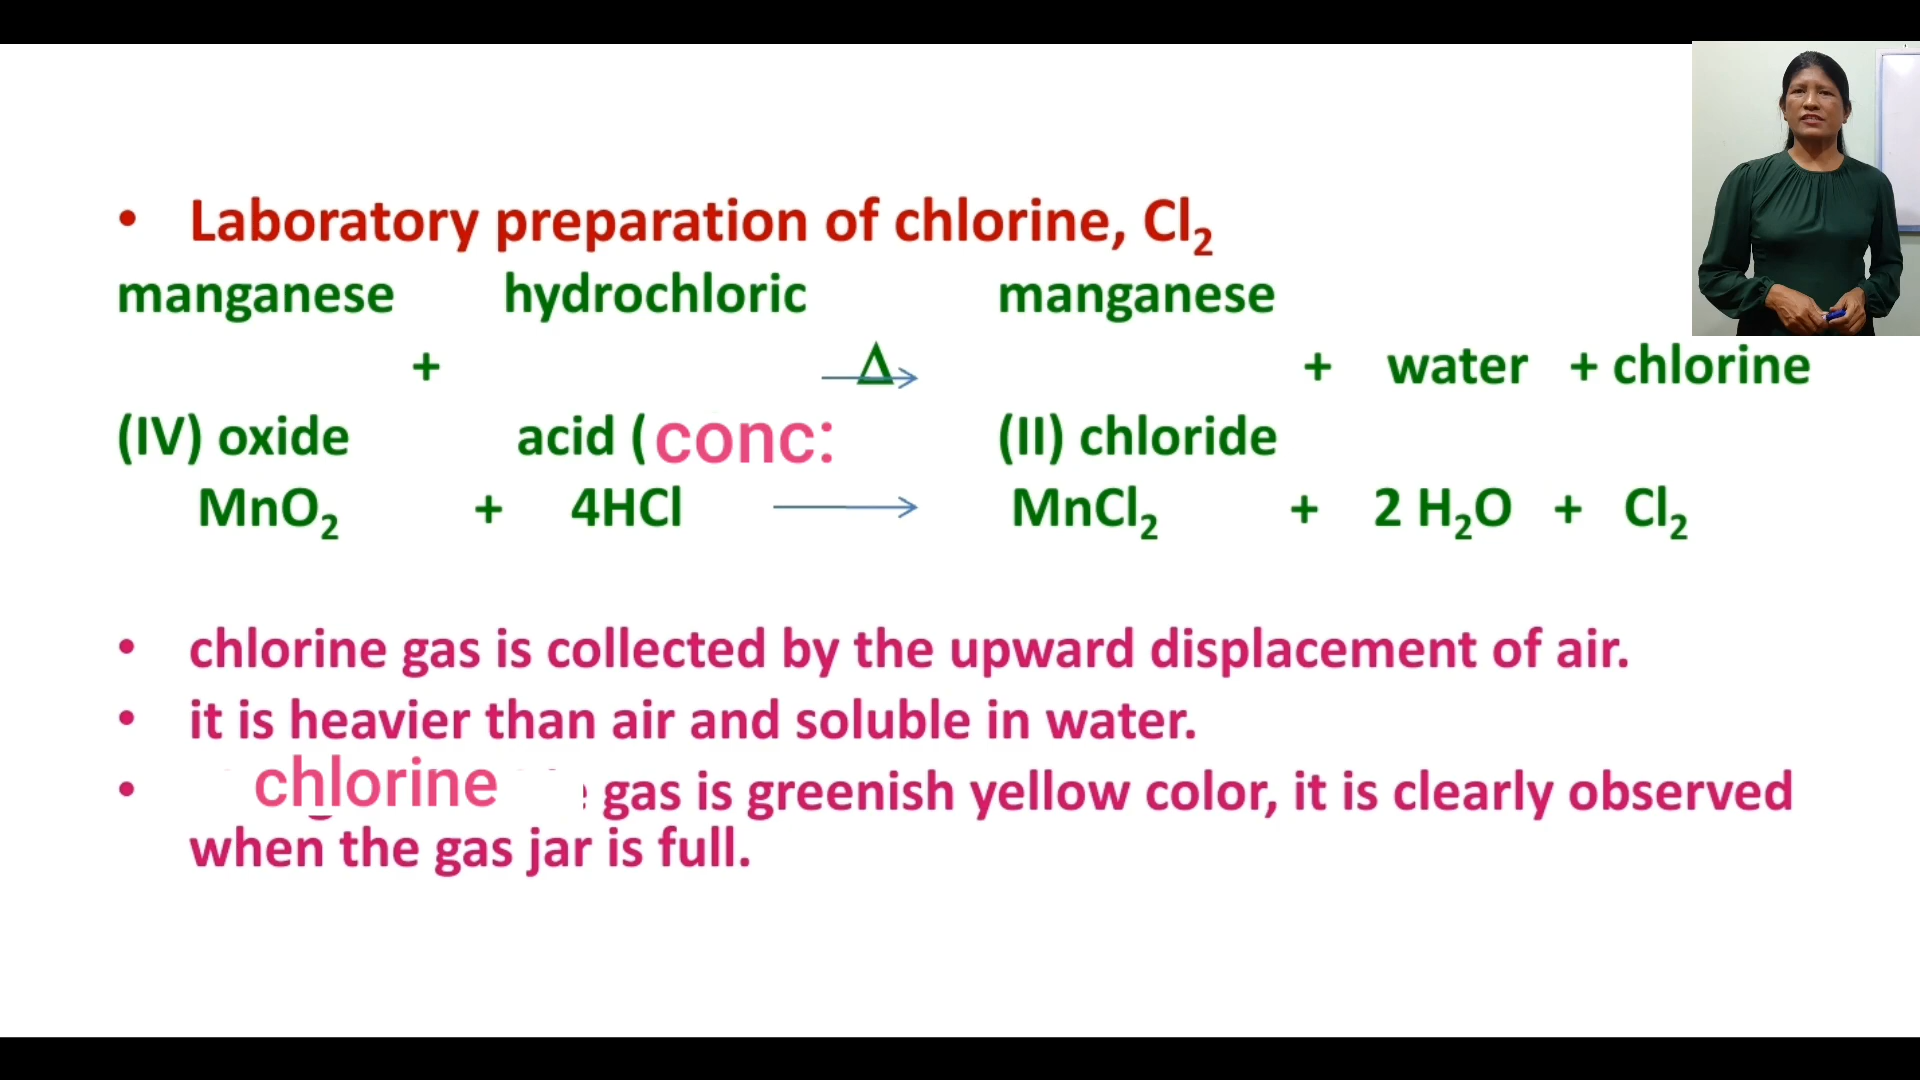 • Laboratory preparation of chlorine, Cl₂
manganese hydrochloric manganese
+ Δ + water + chlorine
(IV) oxide acid (conc: (II) chloride
MnO₂ + 4HCl → MnCl₂ + 2 H₂O + Cl₂
• chlorine gas is collected by the upward displacement of air.
• it is heavier than air and soluble in water.
• chlorine gas is greenish yellow color, it is clearly observed
when the gas jar is full.